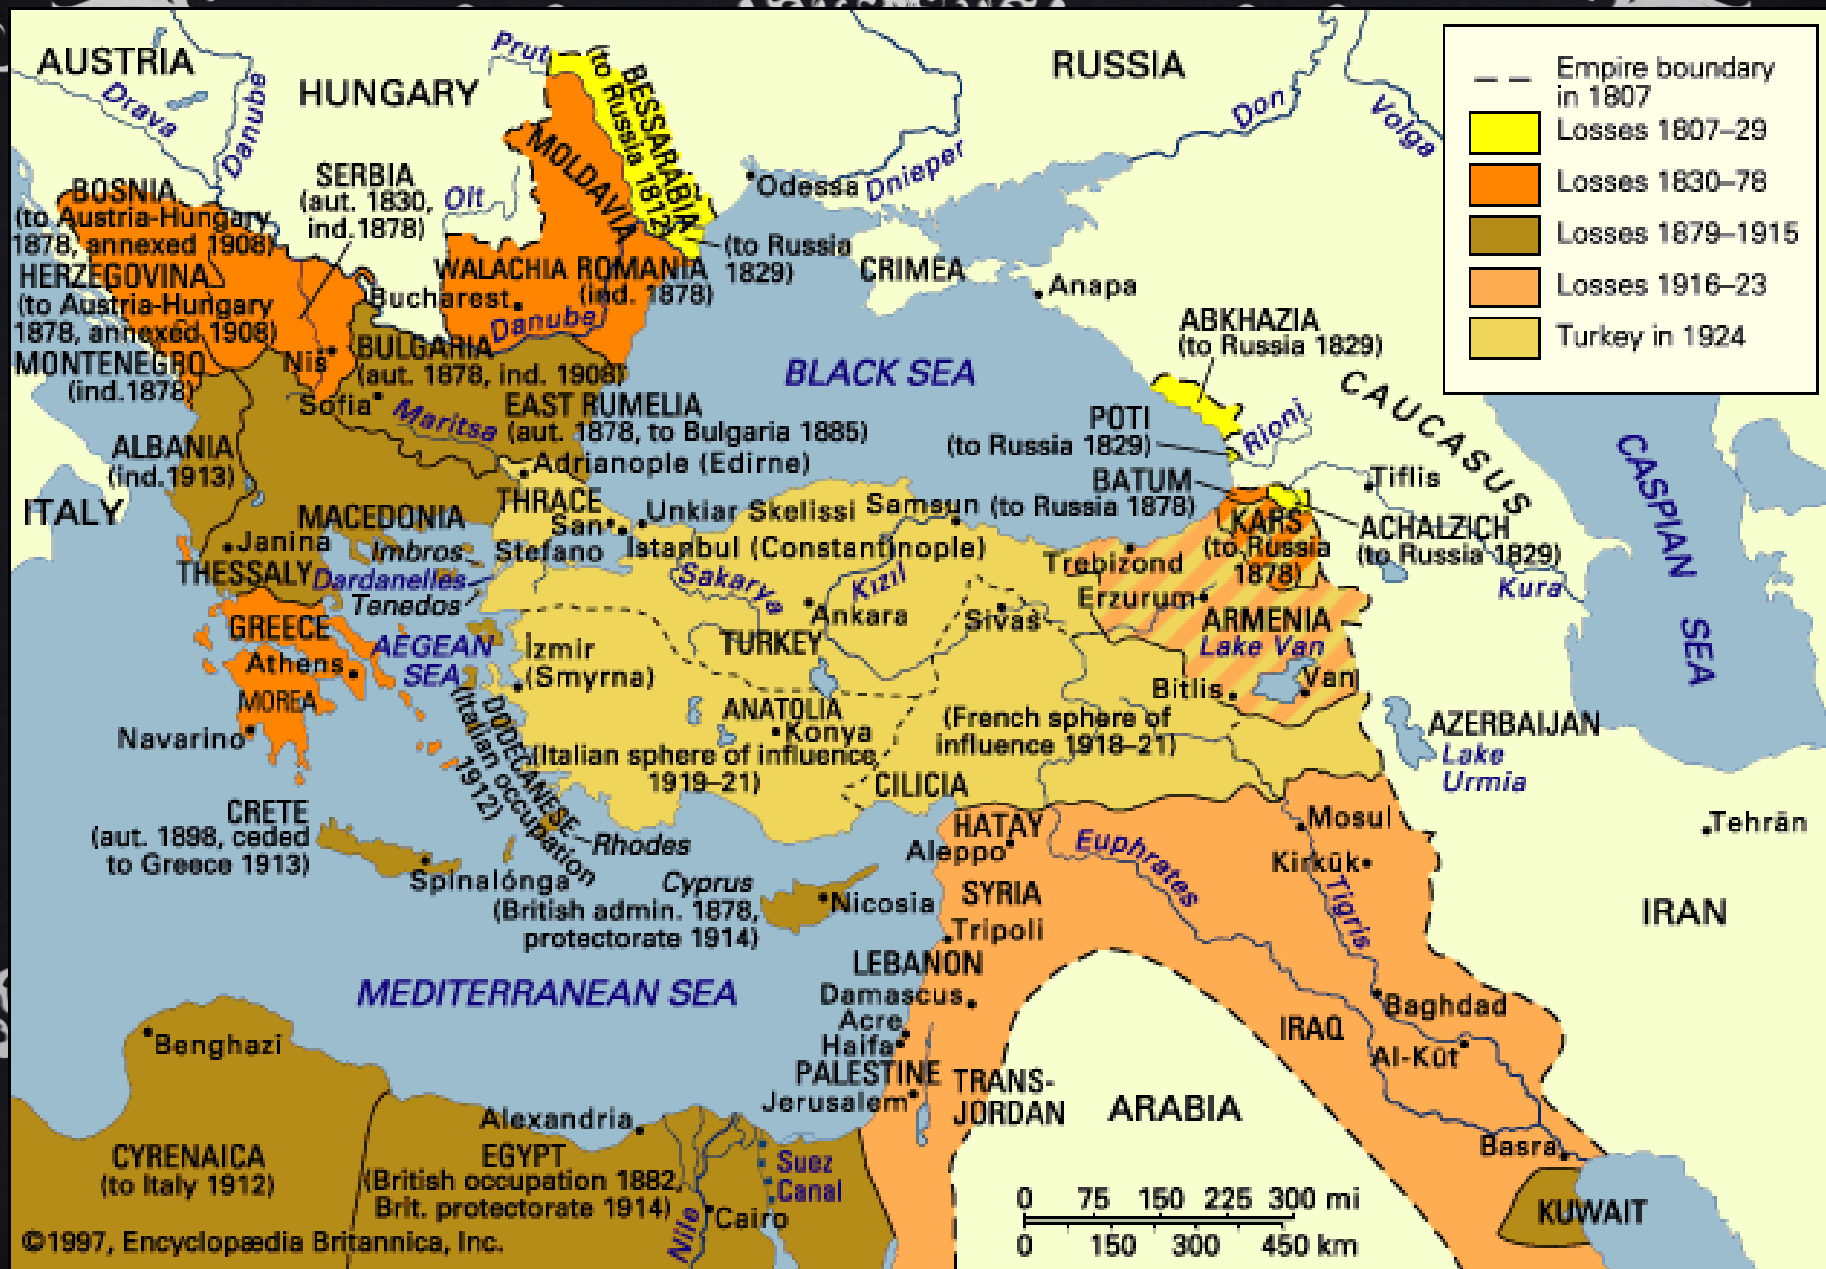 AUSTRIA
Drava
Danube
HUNGARY
Prut
BESSARABIA
(to Russia 1812)
RUSSIA
Don
Volga
Empire boundary
in 1807
Losses 1807–29
Losses 1830–78
Losses 1879–1915
Losses 1916–23
Turkey in 1924
MOLDAVIA
Odessa
Dnieper
BOSNIA
(to Austria-Hungary
1878, annexed 1908)
SERBIA
(aut. 1830,
ind.1878)
Olt
(to Russia
1829)
HERZEGOVINA
(to Austria-Hungary
1878, annexed 1908)
WALACHIA
ROMANIA
(ind. 1878)
Bucharest
Danube
CRIMEA
Anapa
MONTENEGRO
(ind.1878)
Niš
BULGARIA
(aut. 1878, ind. 1908)
BLACK SEA
ABKHAZIA
(to Russia 1829)
CAUCASUS
Sofia
Maritsa
EAST RUMELIA
(aut. 1878, to Bulgaria 1885)
POTI
(to Russia 1829)
Rioni
ALBANIA
(ind.1913)
Adrianople (Edirne)
BATUM
(to Russia 1878)
Tiflis
CASPIAN
SEA
ITALY
MACEDONIA
THRACE
San
Stefano
Unkiar Skelissi
Samsun
KARS
(to Russia
1878)
ACHALZICH
(to Russia 1829)
Janina
Imbros
Istanbul (Constantinople)
Trebizond
THESSALY
Dardanelles
Tenedos
Sakarya
Kızıl
Kura
Ankara
Sivas
Erzurum
ARMENIA
GREECE
AEGEAN
SEA
İzmir
(Smyrna)
TURKEY
Lake Van
Athens
MOREA
Bitlis
Van
Navarino
DODECANESE
(Italian occupation
1912)
ANATOLIA
Konya
(Italian sphere of influence
1919–21)
(French sphere of
influence 1918–21)
AZERBAIJAN
Lake
Urmia
CILICIA
CRETE
(aut. 1898, ceded
to Greece 1913)
Rhodes
HATAY
Aleppo
Euphrates
Mosul
Tehrān
Spinalónga
Cyprus
(British admin. 1878,
protectorate 1914)
Nicosia
SYRIA
Kirkūk
Tigris
IRAN
Tripoli
LEBANON
MEDITERRANEAN SEA
Damascus
Acre
Haifa
Baghdad
IRAQ
Al-Kūt
Benghazi
PALESTINE
Jerusalem
TRANS-
JORDAN
ARABIA
Alexandria
CYRENAICA
(to Italy 1912)
EGYPT
(British occupation 1882,
Brit. protectorate 1914)
Suez
Canal
Basra
Nile
Cairo
KUWAIT
0 75 150 225 300 mi
0 150 300 450 km
©1997, Encyclopædia Britannica, Inc.